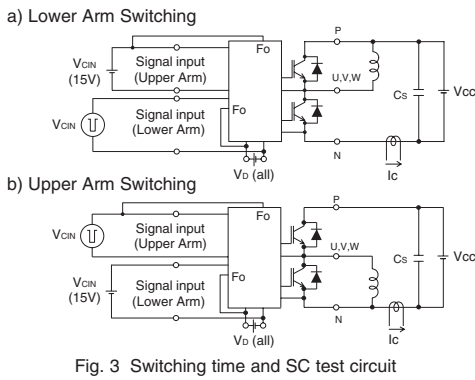 a) Lower Arm Switching
P
Fo
VCIN
(15V)
Signal input
(Upper Arm)
U,V,W
CS
VCC
VCIN
Signal input
(Lower Arm)
Fo
N
VD (all)
Ic
b) Upper Arm Switching
P
Fo
VCIN
Signal input
(Upper Arm)
U,V,W
CS
VCC
VCIN
(15V)
Signal input
(Lower Arm)
Fo
N
VD (all)
Ic
Fig. 3 Switching time and SC test circuit